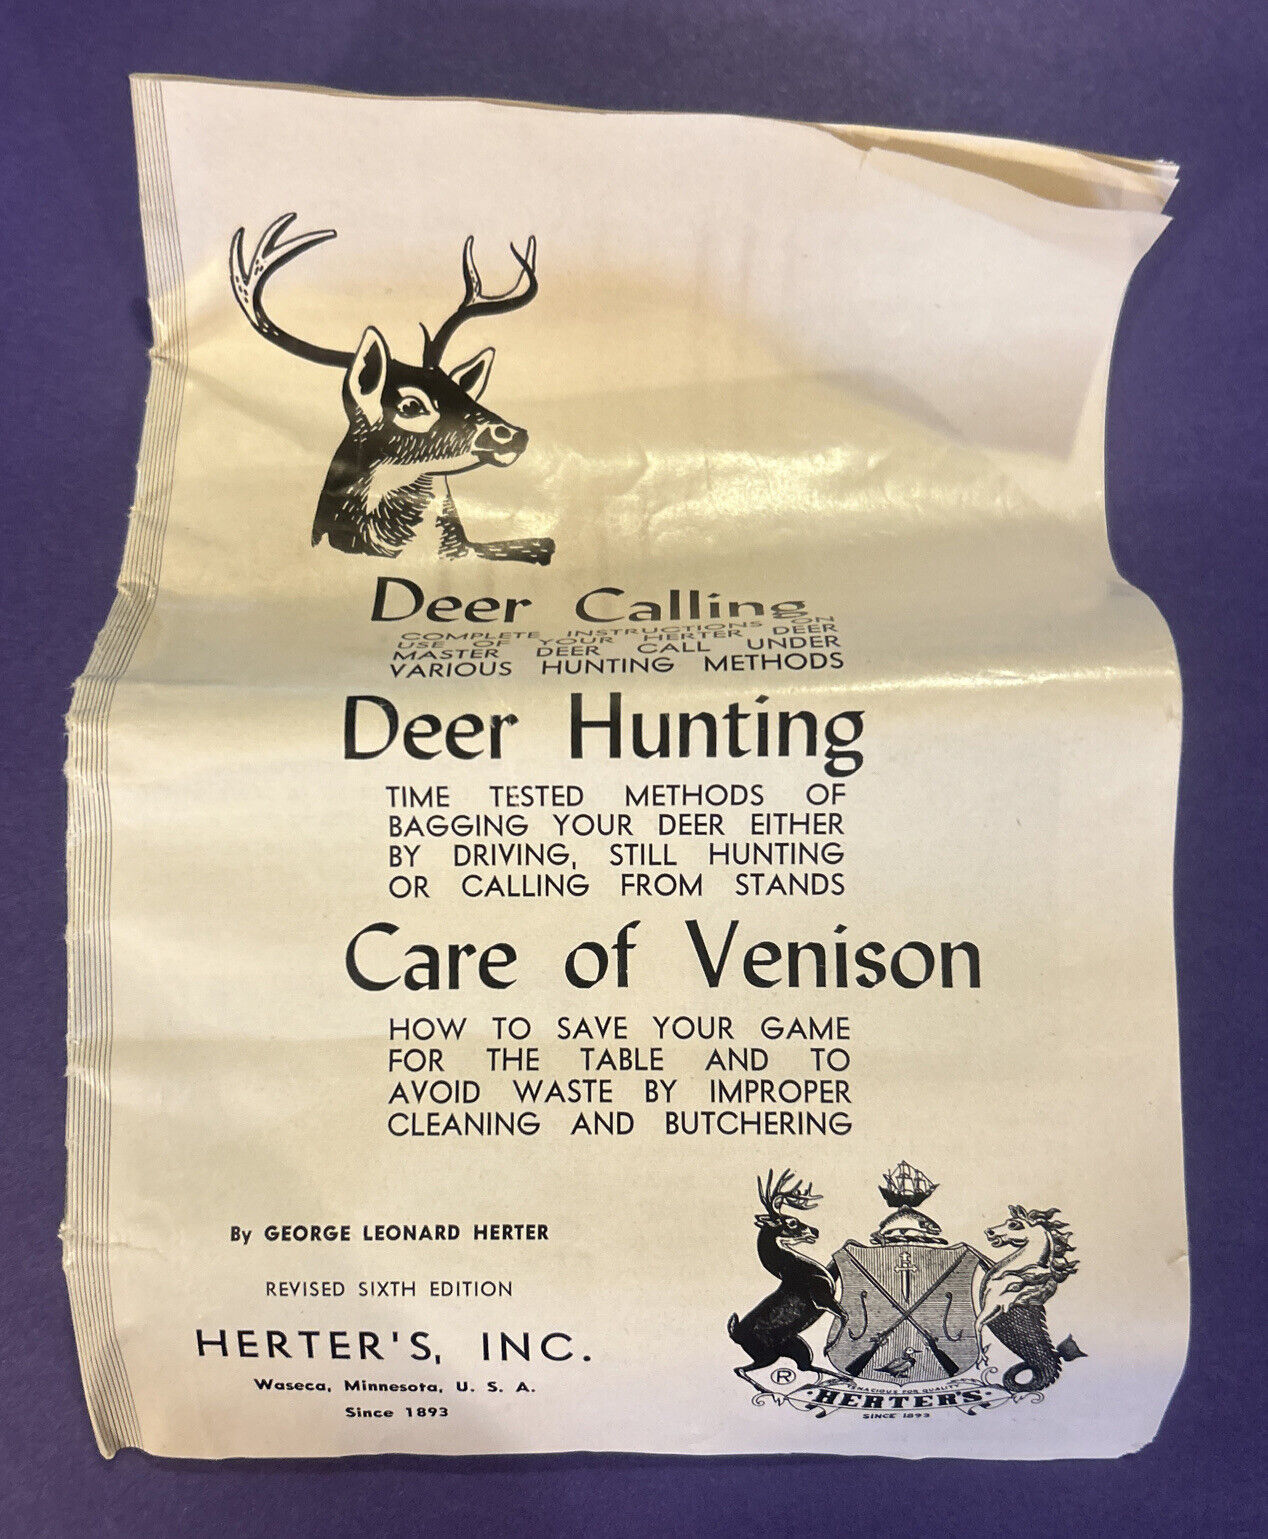 Deer Calling
COMPLETE INSTRUCTIONS ON
USE OF YOUR HERTER DEER
MASTER DEER CALL UNDER
VARIOUS HUNTING METHODS
Deer Hunting
TIME TESTED METHODS OF
BAGGING YOUR DEER EITHER
BY DRIVING, STILL HUNTING
OR CALLING FROM STANDS
Care of Venison
HOW TO SAVE YOUR GAME
FOR THE TABLE AND TO
AVOID WASTE BY IMPROPER
CLEANING AND BUTCHERING
By GEORGE LEONARD HERTER
REVISED SIXTH EDITION
HERTER'S, INC.
Waseca, Minnesota, U. S. A.
Since 1893
®
TENACIOUS FOR QUALITY
HERTER'S
SINCE 1893